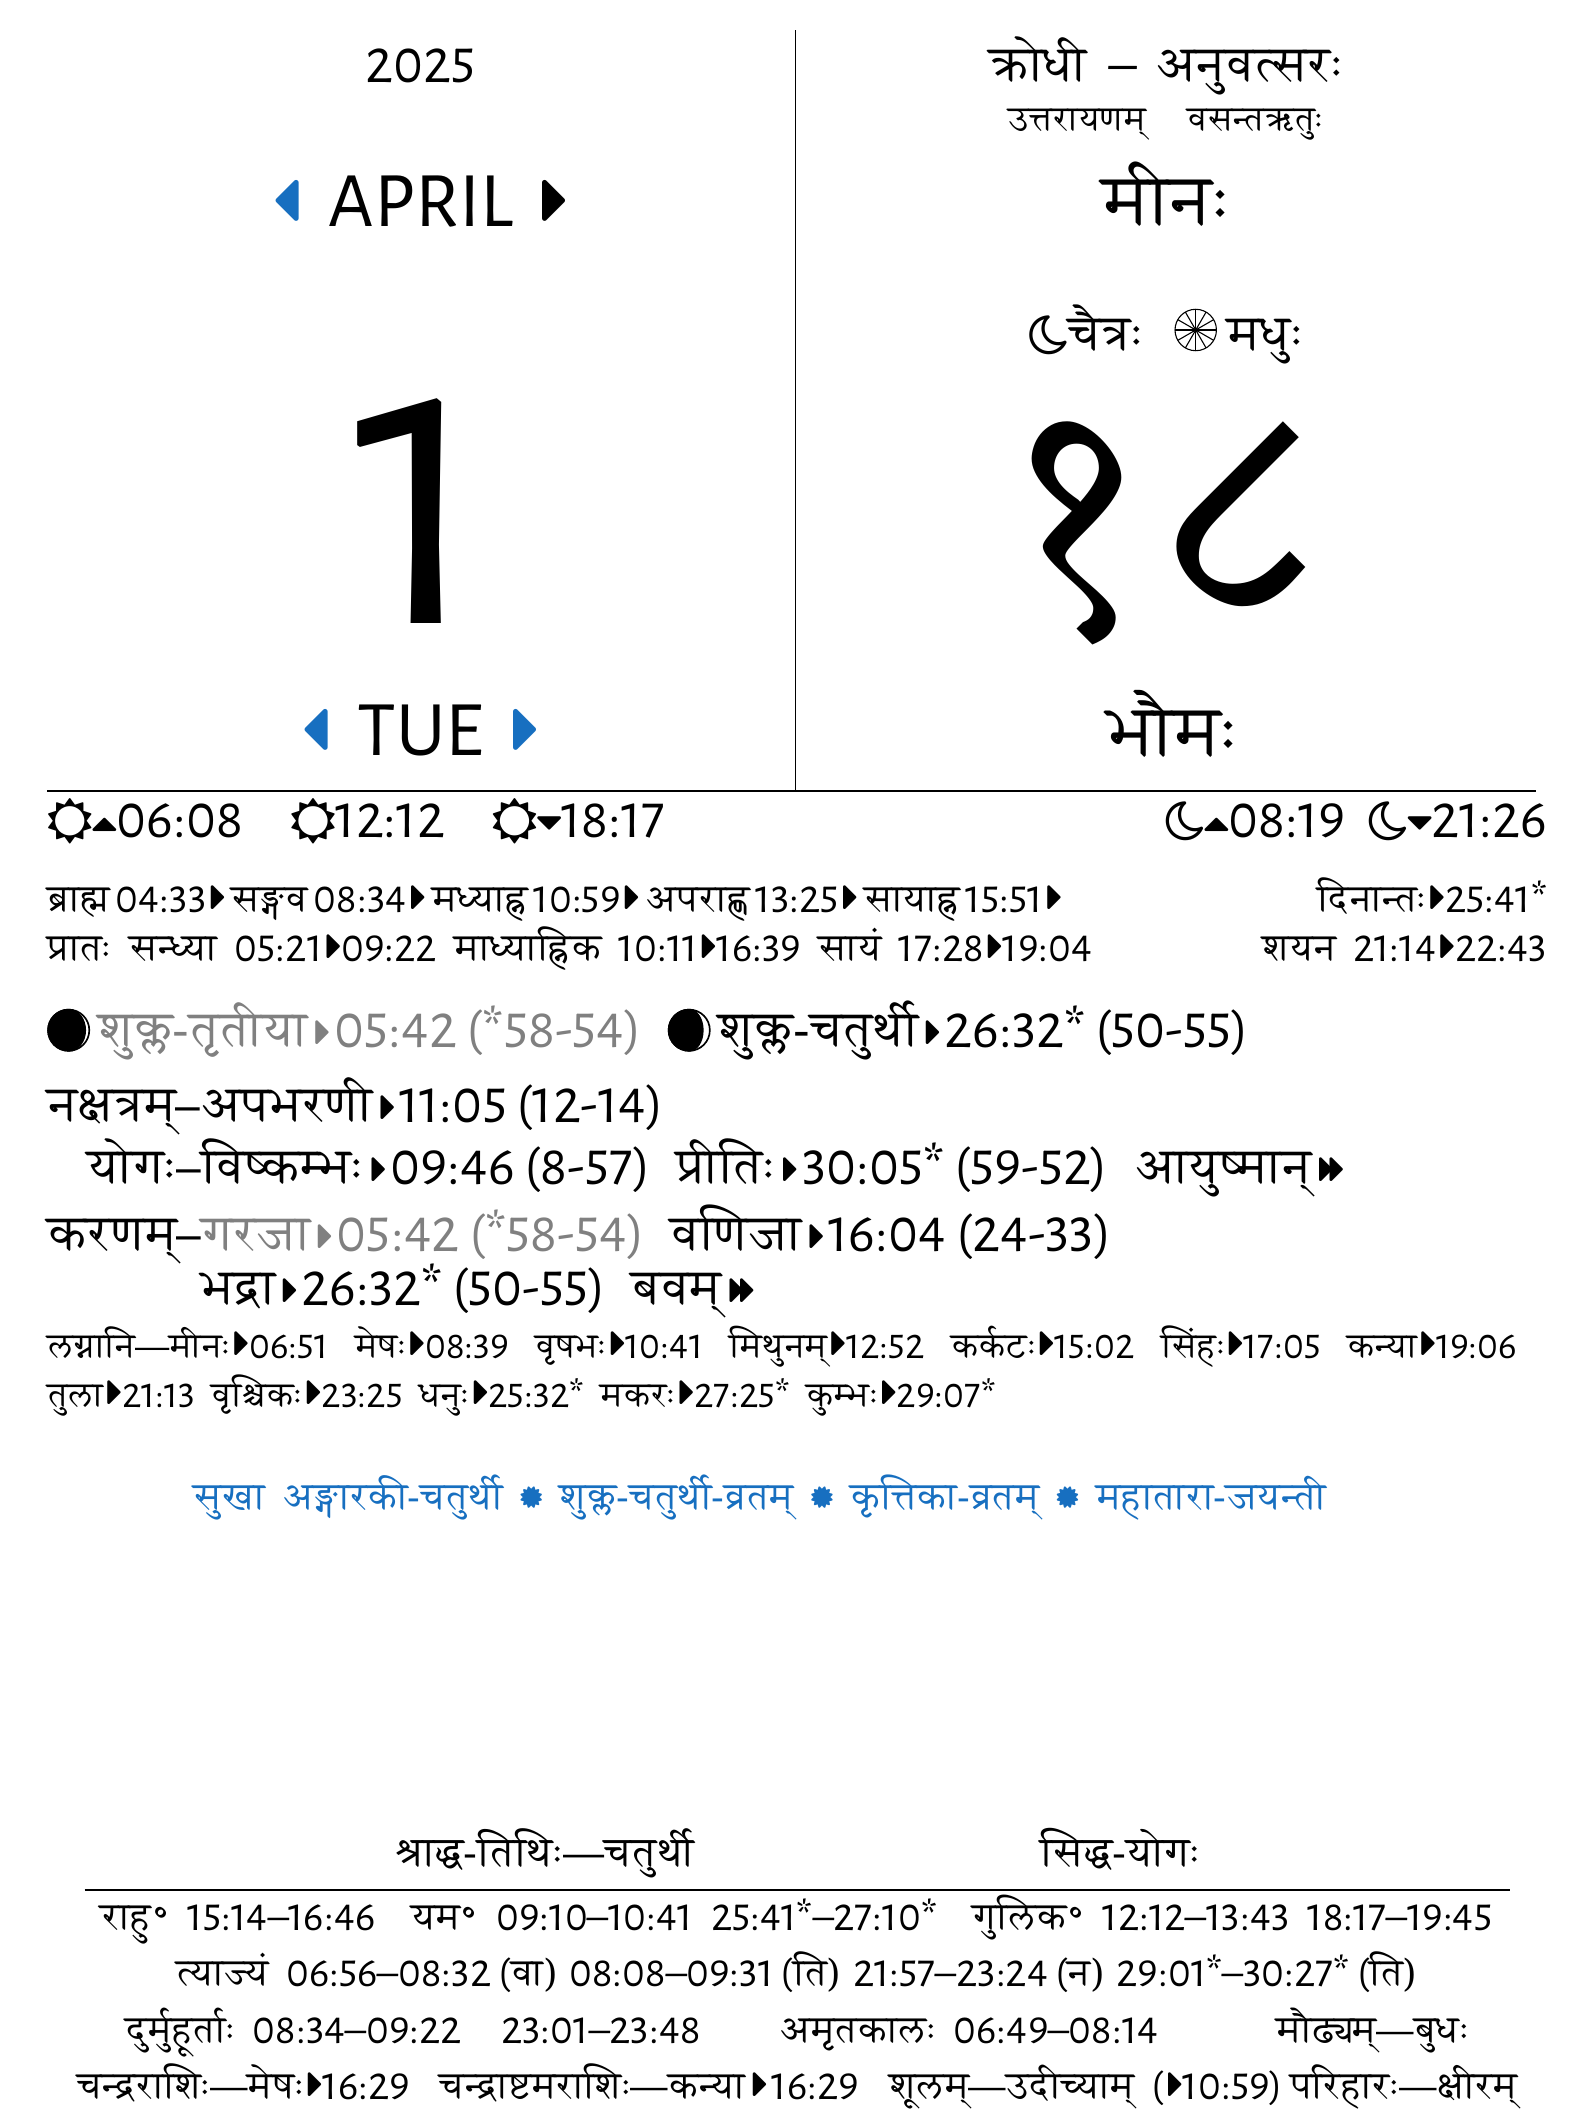 2025
APRIL
1
TUE
क्रोधी – अनुवत्सरः
उत्तरायणम् वसन्तऋतुः
मीनः
चैत्रः मधुः
१८
भौमः
06:08 12:12 18:17 08:19 21:26
ब्राह्म 04:33 सङ्गव 08:34 मध्याह्न 10:59 अपराह्ण 13:25 सायाह्न 15:51 दिनान्तः 25:41*
प्रातः सन्ध्या 05:21 09:22 माध्याह्निक 10:11 16:39 सायं 17:28 19:04 शयन 21:14 22:43
शुक्ल-तृतीया 05:42 (*58-54) शुक्ल-चतुर्थी 26:32* (50-55)
नक्षत्रम्–अपभरणी 11:05 (12-14)
योगः–विष्कम्भः 09:46 (8-57) प्रीतिः 30:05* (59-52) आयुष्मान्
करणम्–गरजा 05:42 (*58-54) वणिजा 16:04 (24-33)
भद्रा 26:32* (50-55) बवम्
लग्नानि—मीनः 06:51 मेषः 08:39 वृषभः 10:41 मिथुनम् 12:52 कर्कटः 15:02 सिंहः 17:05 कन्या 19:06
तुला 21:13 वृश्चिकः 23:25 धनुः 25:32* मकरः 27:25* कुम्भः 29:07*
सुखा अङ्गारकी-चतुर्थी ✹ शुक्ल-चतुर्थी-व्रतम् ✹ कृत्तिका-व्रतम् ✹ महातारा-जयन्ती
श्राद्ध-तिथिः—चतुर्थी सिद्ध-योगः
राहु° 15:14–16:46 यम° 09:10–10:41 25:41*–27:10* गुलिक° 12:12–13:43 18:17–19:45
त्याज्यं 06:56–08:32 (वा) 08:08–09:31 (ति) 21:57–23:24 (न) 29:01*–30:27* (ति)
दुर्मुहूर्ताः 08:34–09:22 23:01–23:48 अमृतकालः 06:49–08:14 मौढ्यम्—बुधः
चन्द्रराशिः—मेषः 16:29 चन्द्राष्टमराशिः—कन्या 16:29 शूलम्—उदीच्याम् (10:59) परिहारः—क्षीरम्